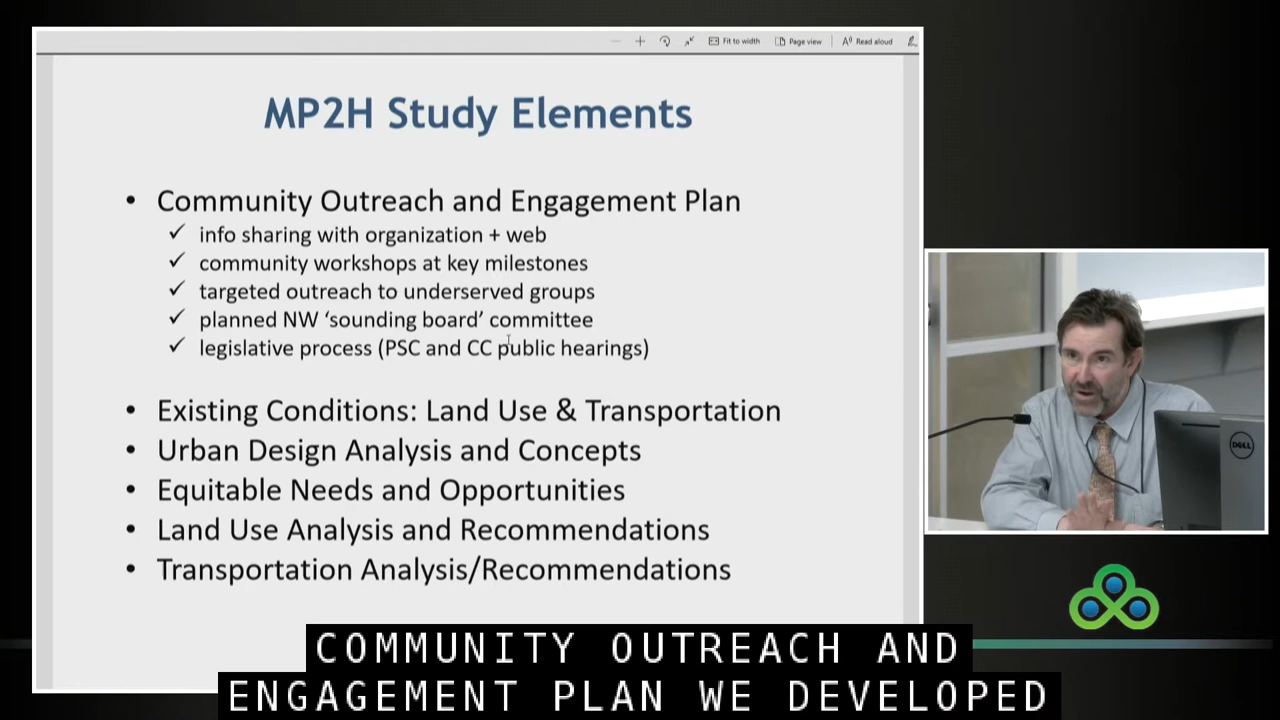 Fit to width
Page view
Read aloud
MP2H Study Elements
• Community Outreach and Engagement Plan
✓ info sharing with organization + web
✓ community workshops at key milestones
✓ targeted outreach to underserved groups
✓ planned NW ‘sounding board’ committee
✓ legislative process (PSC and CC public hearings)
• Existing Conditions: Land Use & Transportation
• Urban Design Analysis and Concepts
• Equitable Needs and Opportunities
• Land Use Analysis and Recommendations
• Transportation Analysis/Recommendations
DELL
COMMUNITY OUTREACH AND
ENGAGEMENT PLAN WE DEVELOPED